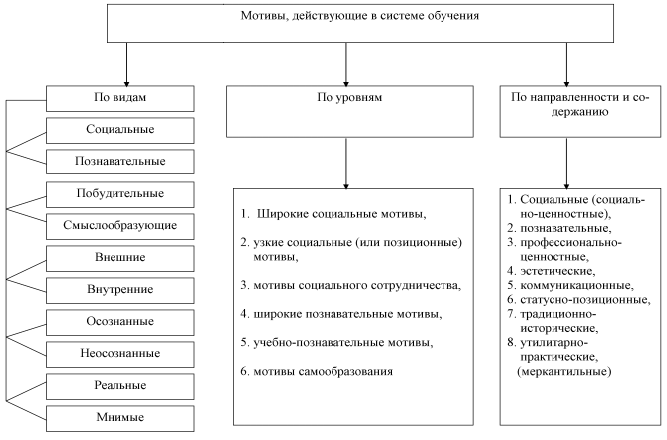 Мотивы, действующие в системе обучения
По видам
Социальные
Познавательные
Побудительные
Смыслообразующие
Внешние
Внутренние
Осознанные
Неосознанные
Реальные
Мнимые
По уровням
1. Широкие социальные мотивы,
2. узкие социальные (или позиционные)
мотивы,
3. мотивы социального сотрудничества,
4. широкие познавательные мотивы,
5. учебно-познавательные мотивы,
6. мотивы самообразования
По направленности и со-
держанию
1. Социальные (социаль-
но-ценностные),
2. позназательные,
3. профессионально-
ценностные,
4. эстетические,
5. коммуникационные,
6. статусно-позиционные,
7. традиционно-
исторические,
8. утилитарно-
практические,
(меркантильные)